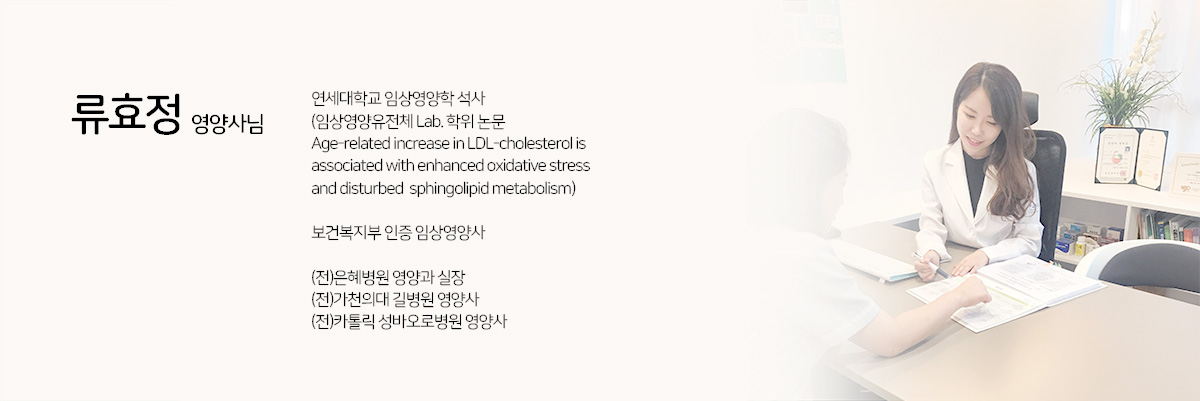 류효정 영양사님
연세대학교 임상영양학 석사
(임상영양유전체 Lab. 학위 논문
Age-related increase in LDL-cholesterol is
associated with enhanced oxidative stress
and disturbed sphingolipid metabolism)
보건복지부 인증 임상영양사
(전)은혜병원 영양과 실장
(전)가천의대 길병원 영양사
(전)카톨릭 성바오로병원 영양사